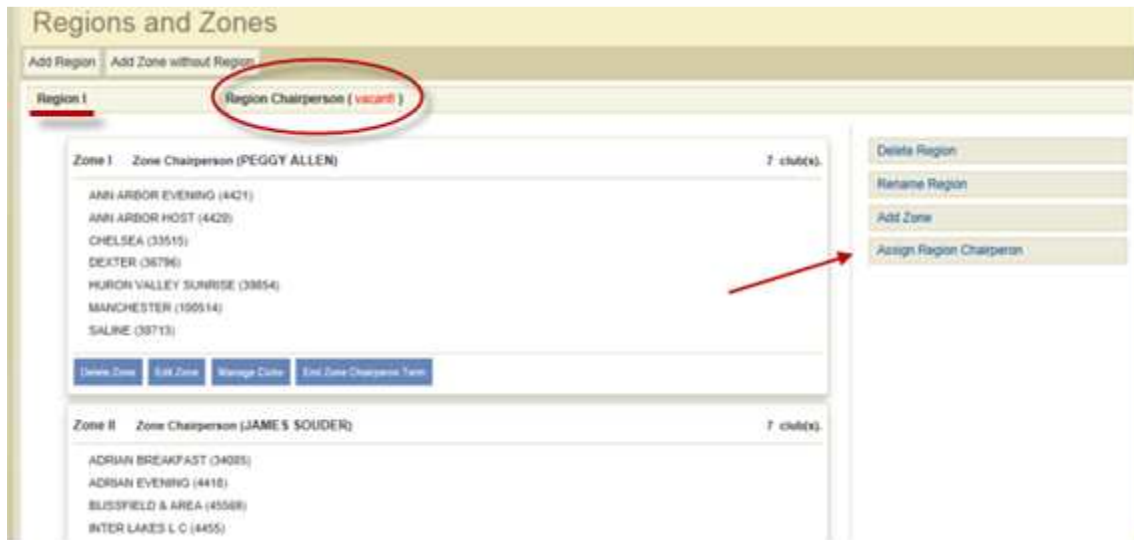 Regions and Zones
Add Region Add Zone without Region
Region I Region Chairperson ( vacant )
Zone I Zone Chairperson (PEGGY ALLEN) 7 club(s).
ANN ARBOR EVENING (4421)
ANN ARBOR HOST (4420)
CHELSEA (33515)
DEXTER (36796)
HURON VALLEY SUNRISE (39854)
MANCHESTER (100514)
SALINE (39713)
Delete Zone Edit Zone Manage Clubs End Zone Chairperson Term
Delete Region
Rename Region
Add Zone
Assign Region Chairperon
Zone II Zone Chairperson (JAMES SOUDER) 7 club(s).
ADRIAN BREAKFAST
ADRIAN EVENING (4418)
BLISSFIELD & AREA
INTER LAKES L C (4455)